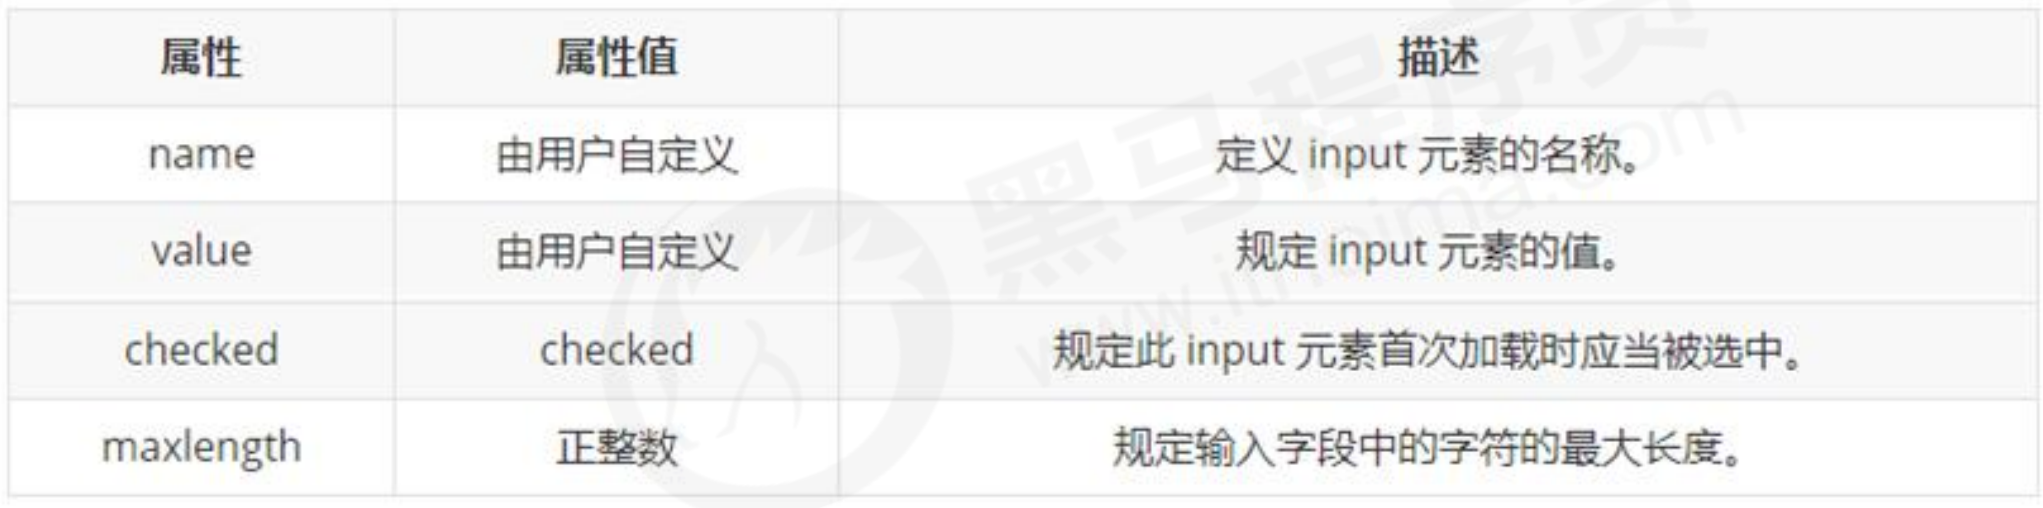 属性 属性值 描述
name 由用户自定义 定义 input 元素的名称。
value 由用户自定义 规定 input 元素的值。
checked checked 规定此 input 元素首次加载时应当被选中。
maxlength 正整数 规定输入字段中的字符的最大长度。
黑马程序员
www.itheima.com